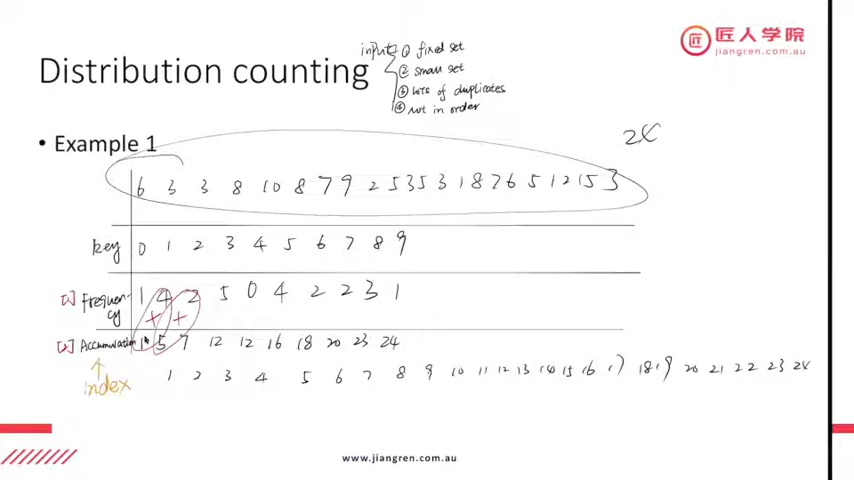 匠人学院
jiangren.com.au
input ① fixed set
② small set
③ lots of duplicates
④ not in order
Distribution counting
24
• Example 1
6 3 3 8 10 8 7 9 2 5 3 5 3 1 8 7 6 5 1 2 1 5 3
key 0 1 2 3 4 5 6 7 8 9
[1] Frequency 1 4 2 5 0 4 2 2 3 1
+ +
[2] Accumulation 1 5 7 12 12 16 18 20 23 24
Index
1 2 3 4 5 6 7 8 9 10 11 12 13 14 15 16 17 18 19 20 21 22 23 24
www.jiangren.com.au